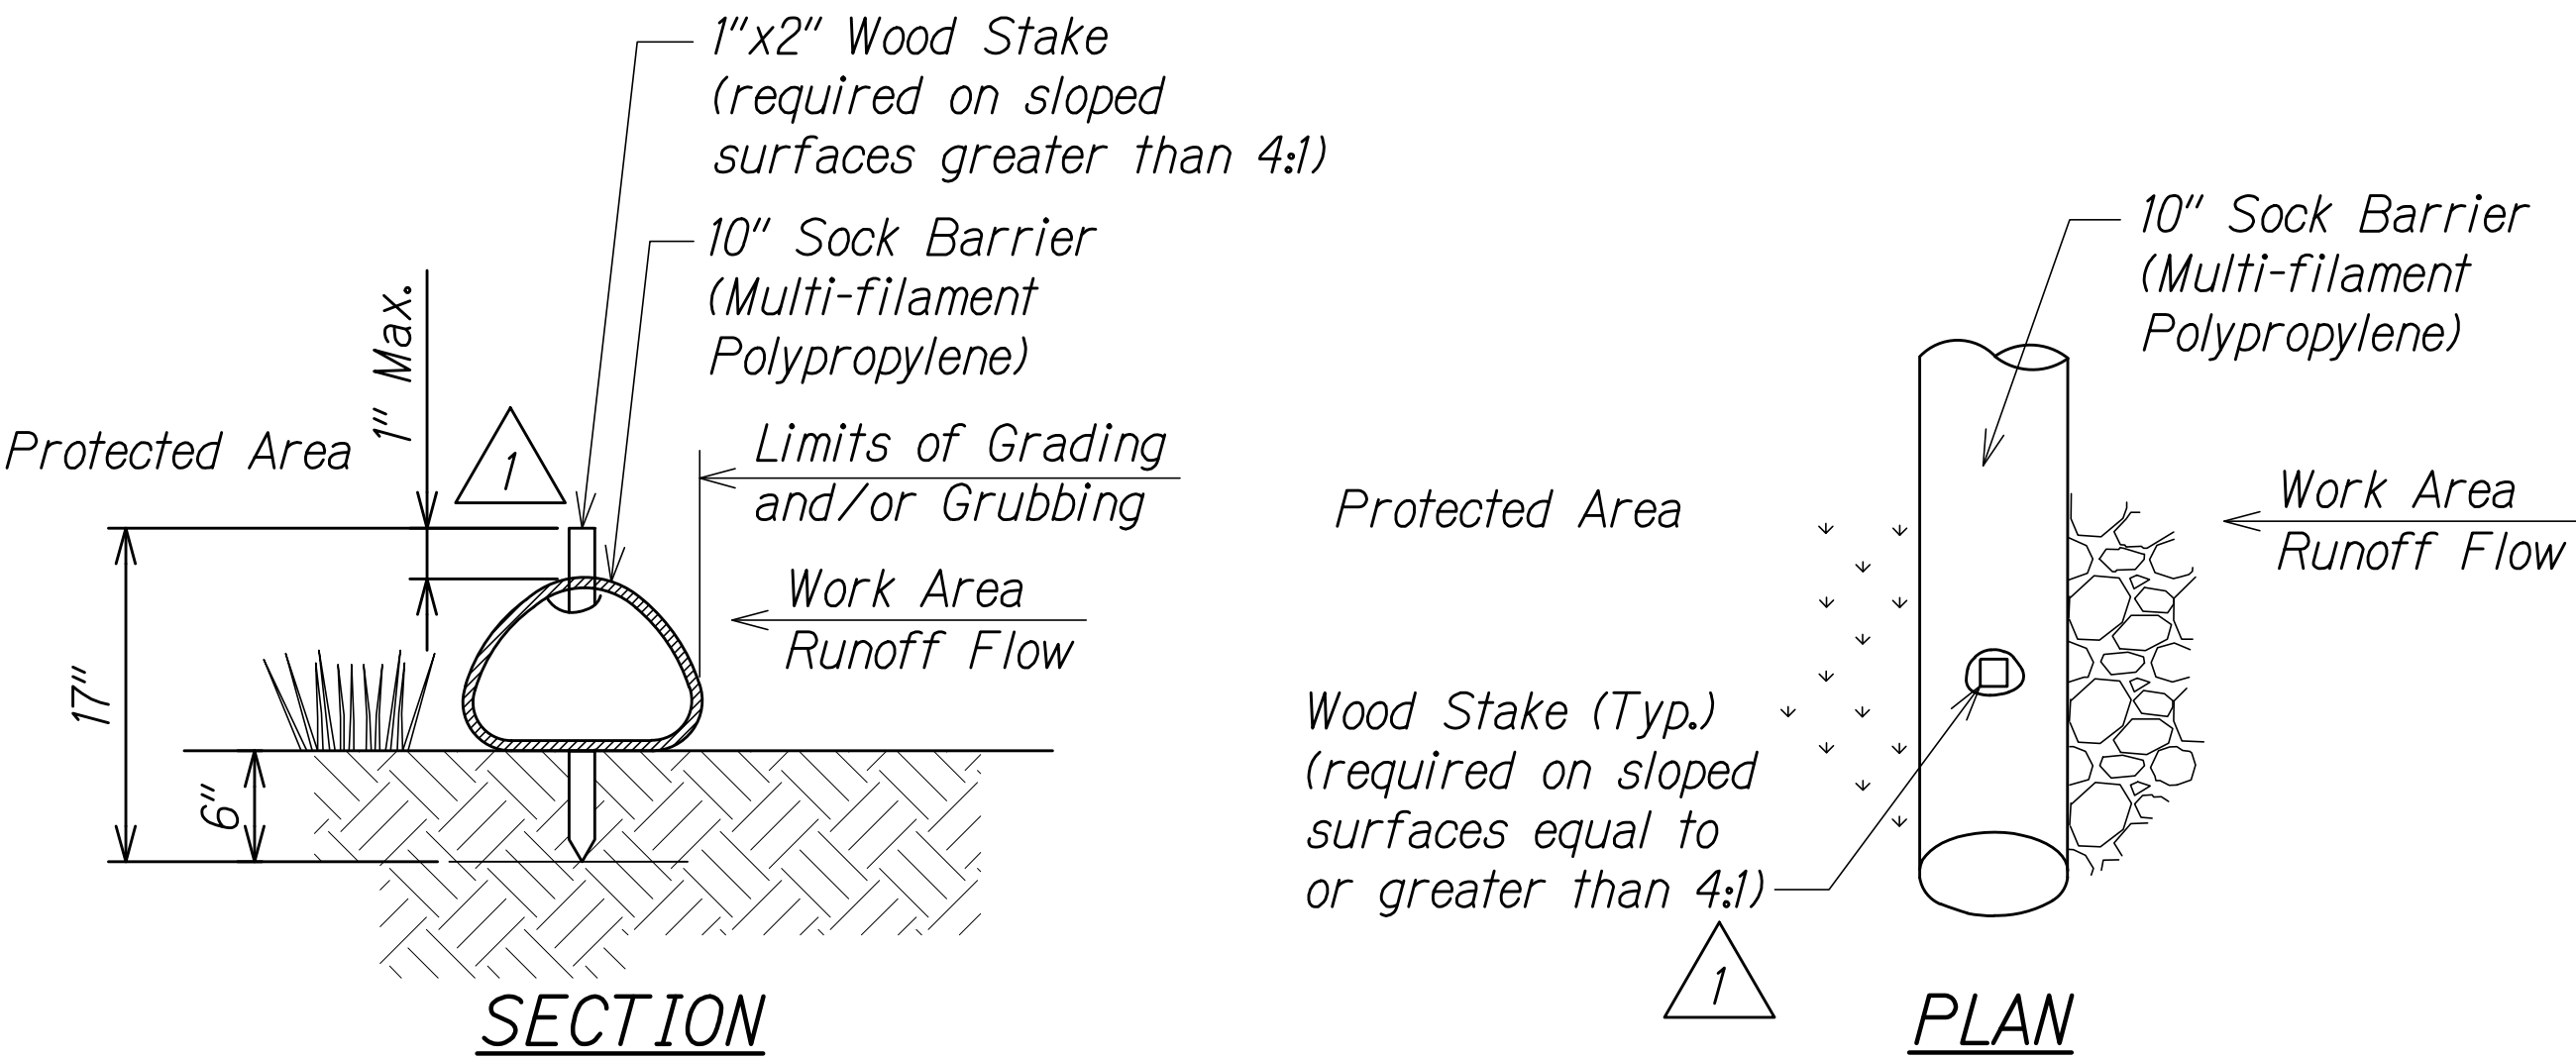 1"x2" Wood Stake
(required on sloped
surfaces greater than 4:1)
10" Sock Barrier
(Multi-filament
Polypropylene)
1" Max.
Protected Area
1
Limits of Grading
and/or Grubbing
Work Area
Runoff Flow
17"
6"
SECTION
10" Sock Barrier
(Multi-filament
Polypropylene)
Protected Area
Work Area
Runoff Flow
Wood Stake (Typ.)
(required on sloped
surfaces equal to
or greater than 4:1)
1
PLAN